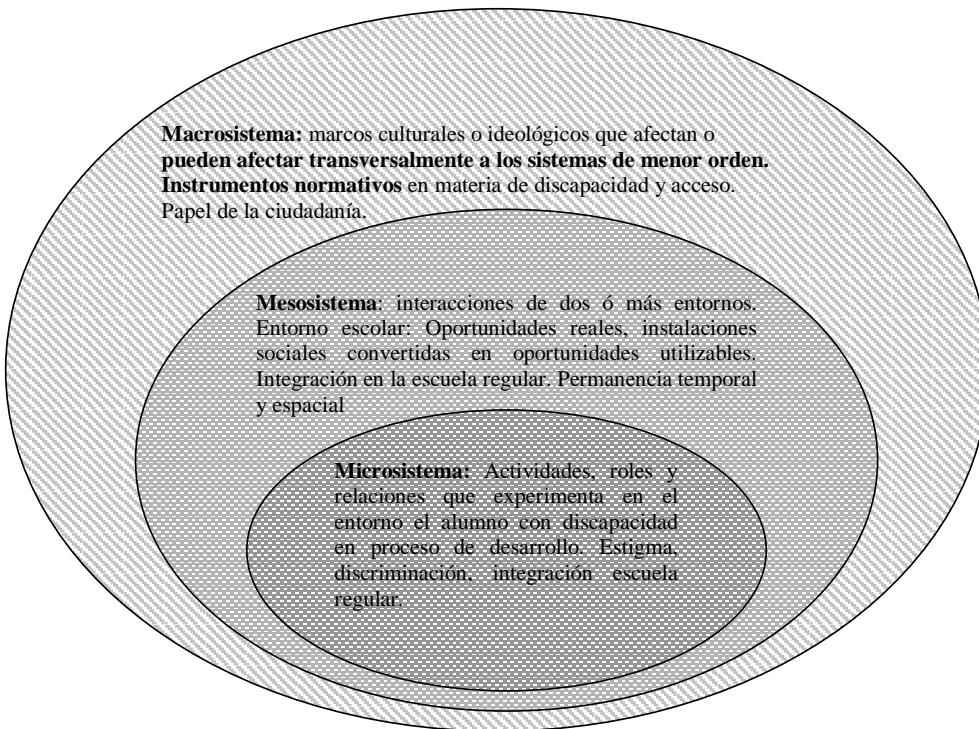 Macrosistema: marcos culturales o ideológicos que afectan o
pueden afectar transversalmente a los sistemas de menor orden.
Instrumentos normativos en materia de discapacidad y acceso.
Papel de la ciudadanía.
Mesosistema: interacciones de dos ó más entornos.
Entorno escolar: Oportunidades reales, instalaciones
sociales convertidas en oportunidades utilizables.
Integración en la escuela regular. Permanencia temporal
y espacial
Microsistema: Actividades, roles y
relaciones que experimenta en el
entorno el alumno con discapacidad
en proceso de desarrollo. Estigma,
discriminación, integración escuela
regular.